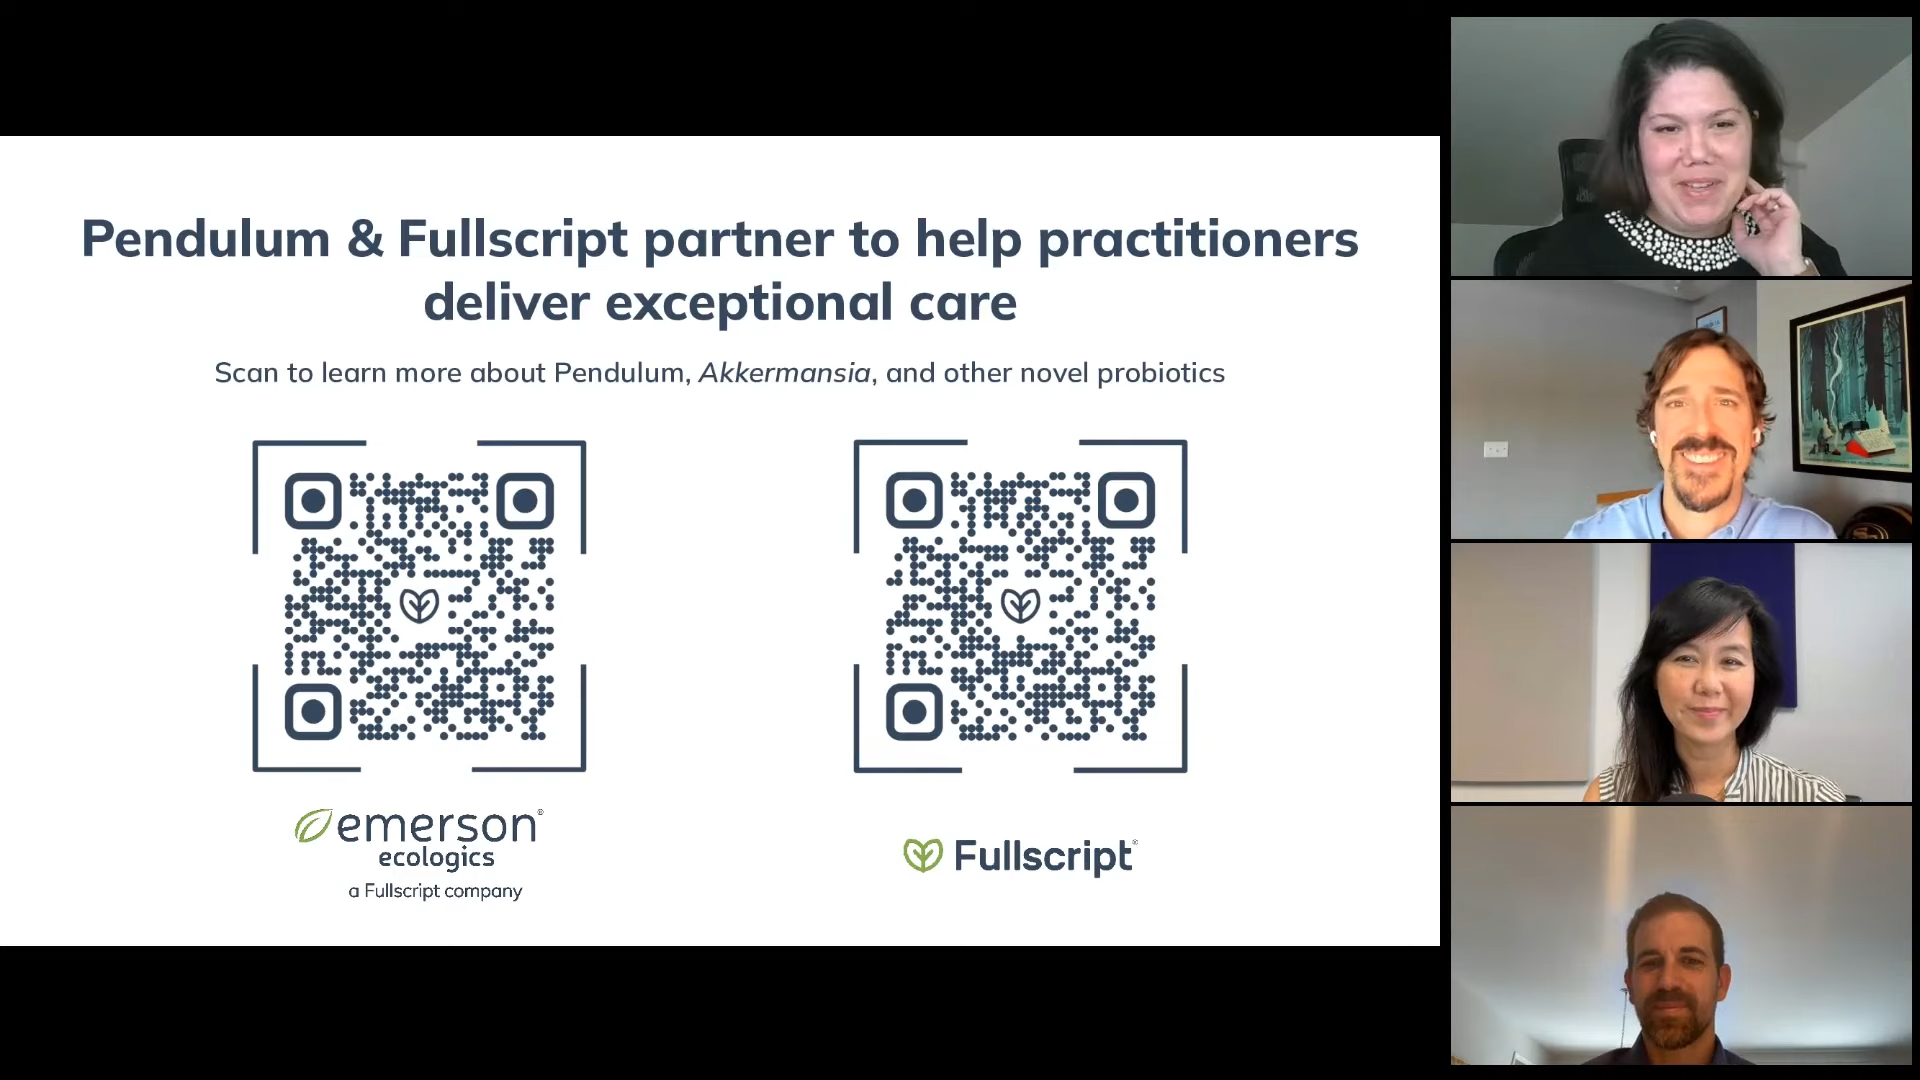 Pendulum & Fullscript partner to help practitioners
deliver exceptional care
Scan to learn more about Pendulum, Akkermansia, and other novel probiotics
emerson®
ecologics
a Fullscript company
Fullscript®